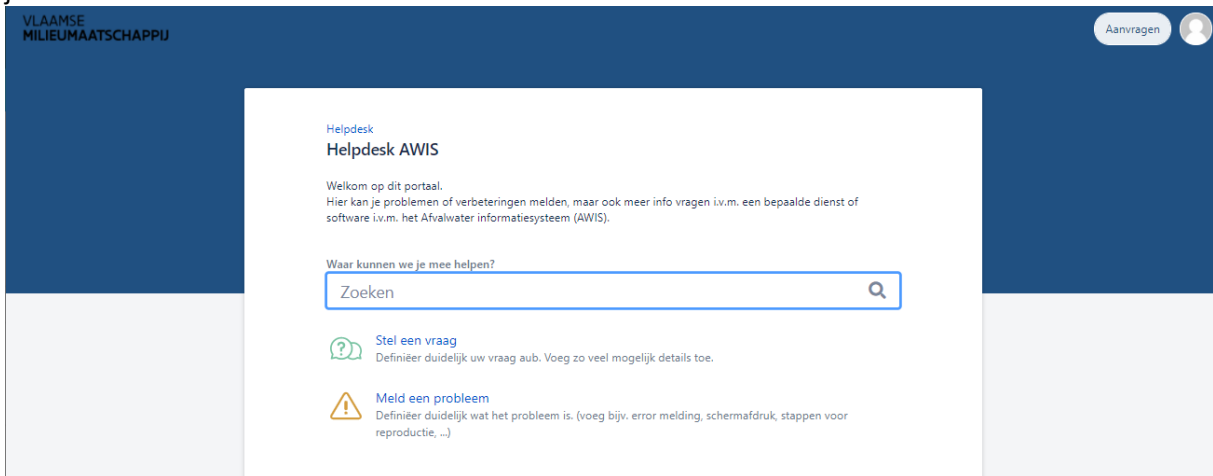 VLAAMSE
MILIEUMAATSCHAPPIJ
Aanvragen
Helpdesk
Helpdesk AWIS
Welkom op dit portaal.
Hier kan je problemen of verbeteringen melden, maar ook meer info vragen i.v.m. een bepaalde dienst of
software i.v.m. het Afvalwater informatiesysteem (AWIS).
Waar kunnen we je mee helpen?
Zoeken
Stel een vraag
Definiëer duidelijk uw vraag aub. Voeg zo veel mogelijk details toe.
Meld een probleem
Definiëer duidelijk wat het probleem is. (voeg bijv. error melding, schermafdruk, stappen voor
reproductie, ...)